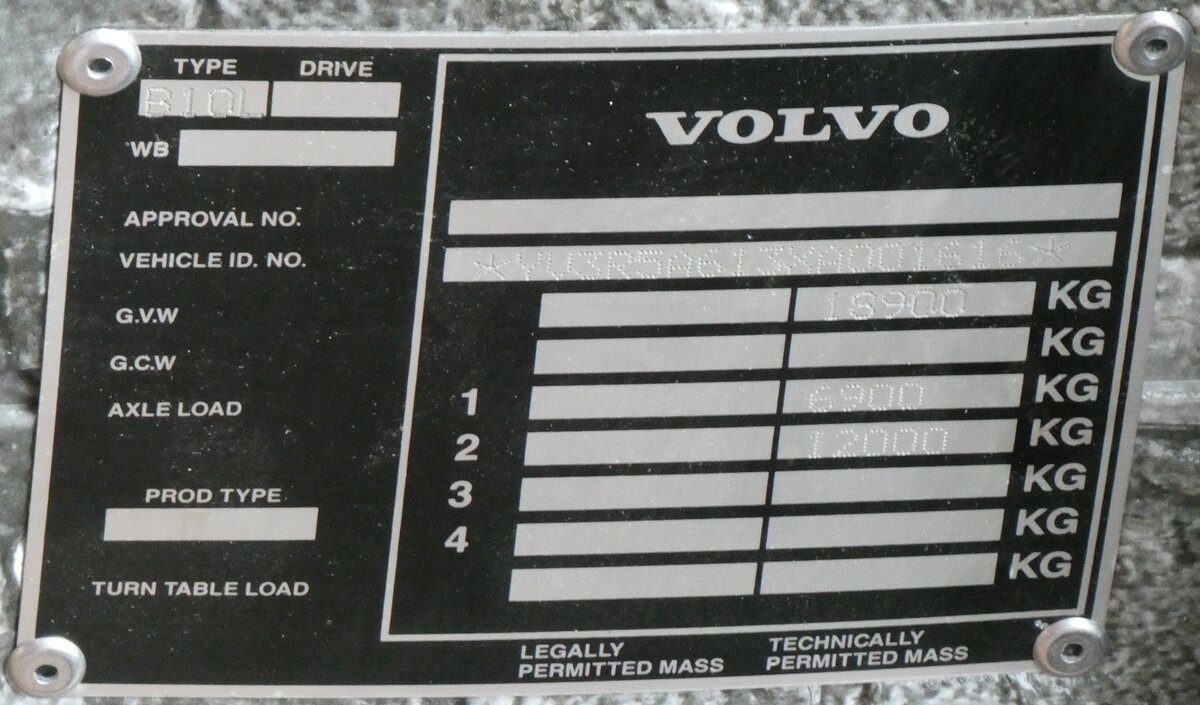 TYPE DRIVE
B10L
WB
VOLVO
APPROVAL NO.
VEHICLE ID. NO. *YV3R5A613XA001616*
G.V.W 18900 KG
G.C.W KG
AXLE LOAD 1 6900 KG
2 12000 KG
3 KG
PROD TYPE
4 KG
TURN TABLE LOAD KG
LEGALLY
PERMITTED MASS
TECHNICALLY
PERMITTED MASS